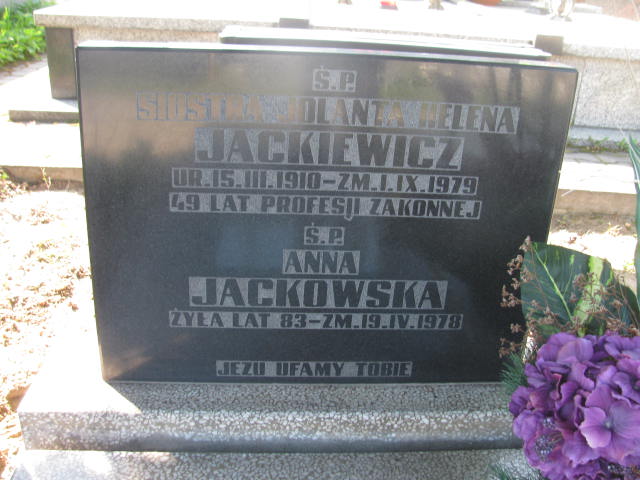 Ś.P.
SIOSTRA JOLANTA HELENA
JACKIEWICZ
UR.15.III.1910-ZM.I.IX.1979
49 LAT PROFESJI ZAKONNEJ
Ś.P.
ANNA
JACKOWSKA
ŻYŁA LAT 83-ZM.19.IV.1978
JEZU UFAMY TOBIE